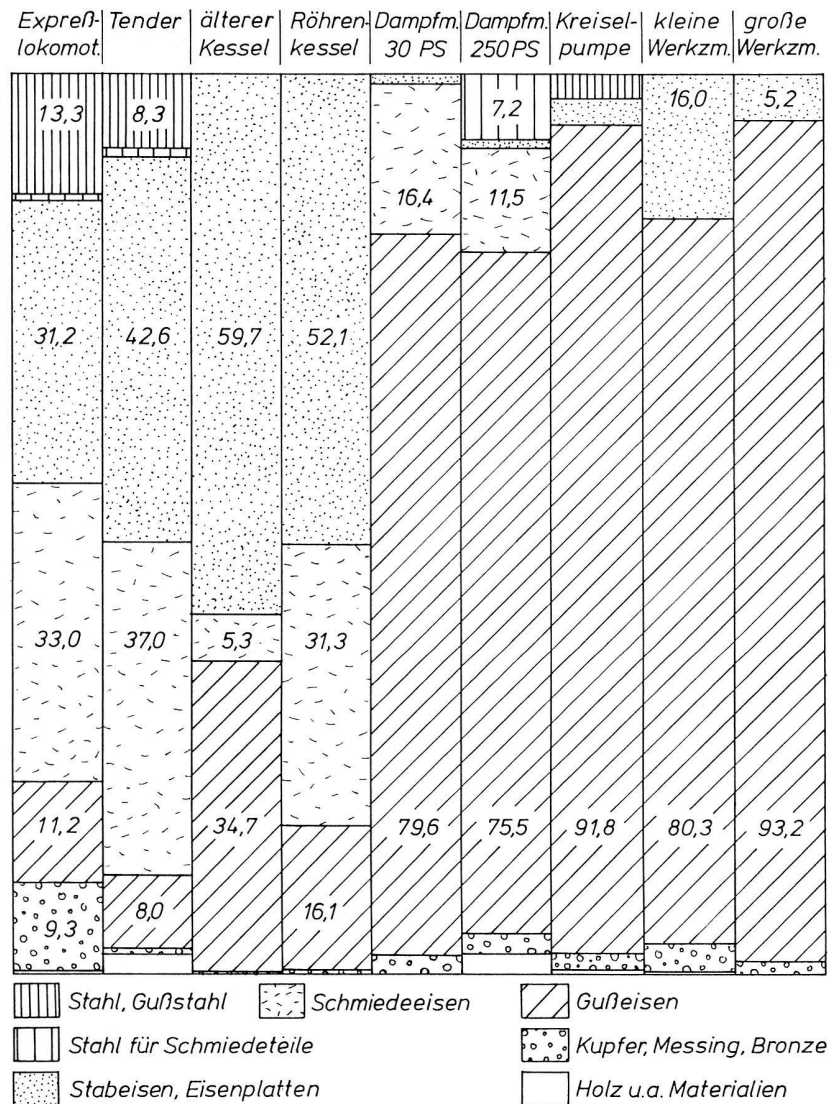 Expreß- Tender älterer Röhren- Dampfm. Dampfm. Kreisel- kleine große
lokomot. Kessel kessel 30 PS 250 PS pumpe Werkzm. Werkzm.
13,3 8,3 7,2 16,0 5,2
16,4 11,5
31,2 42,6 59,7 52,1
33,0 37,0 5,3 31,3
11,2 34,7 79,6 75,5 91,8 80,3 93,2
9,3 8,0 16,1
Stahl, Gußstahl Schmiedeeisen Gußeisen
Stahl für Schmiedeteile Kupfer, Messing, Bronze
Stabeisen, Eisenplatten Holz u.a. Materialien